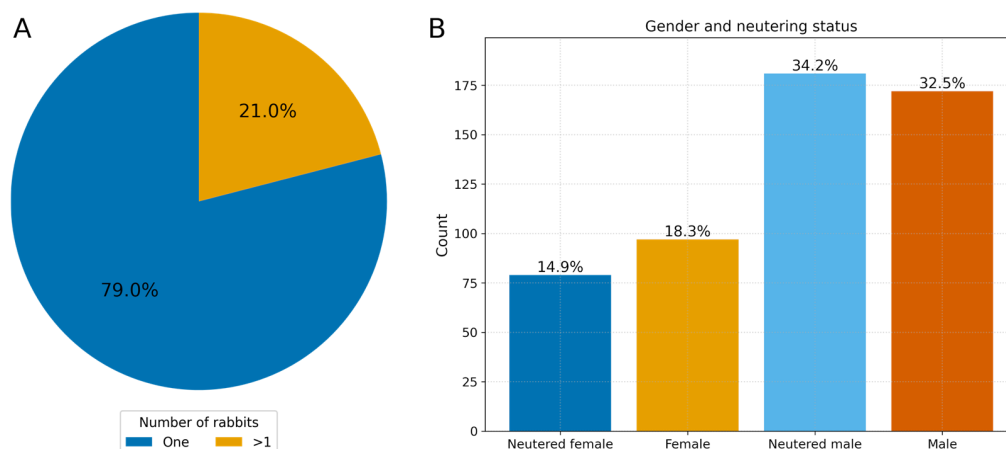 A
21.0%
79.0%
Number of rabbits
One >1
B
Gender and neutering status
Count
175
150
125
100
75
50
25
0
14.9%
18.3%
34.2%
32.5%
Neutered female Female Neutered male Male